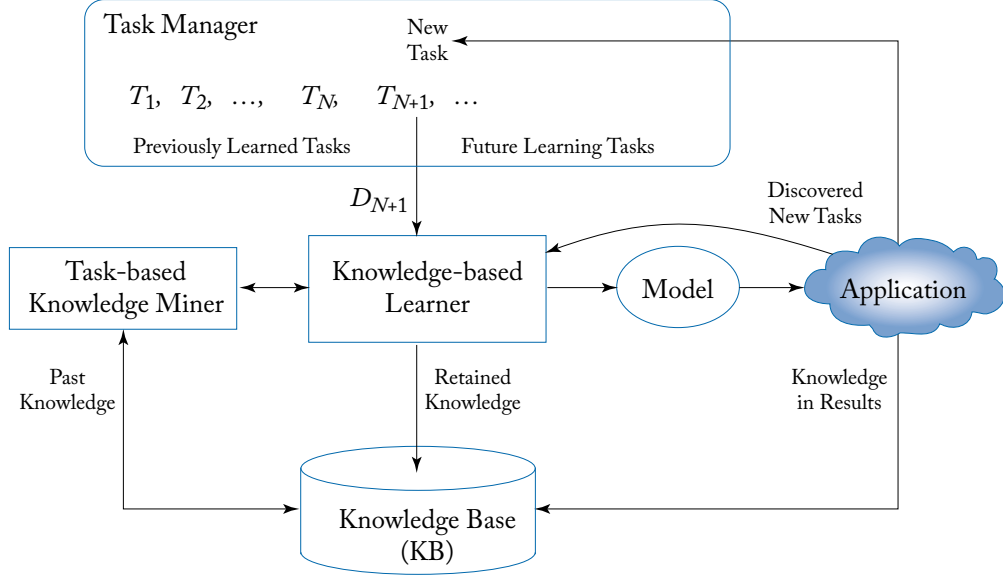 Task Manager
New
Task
T1, T2, ..., TN, TN+1, ...
Previously Learned Tasks
Future Learning Tasks
DN+1
Discovered
New Tasks
Task-based
Knowledge Miner
Knowledge-based
Learner
Model
Application
Past
Knowledge
Retained
Knowledge
Knowledge
in Results
Knowledge Base
(KB)